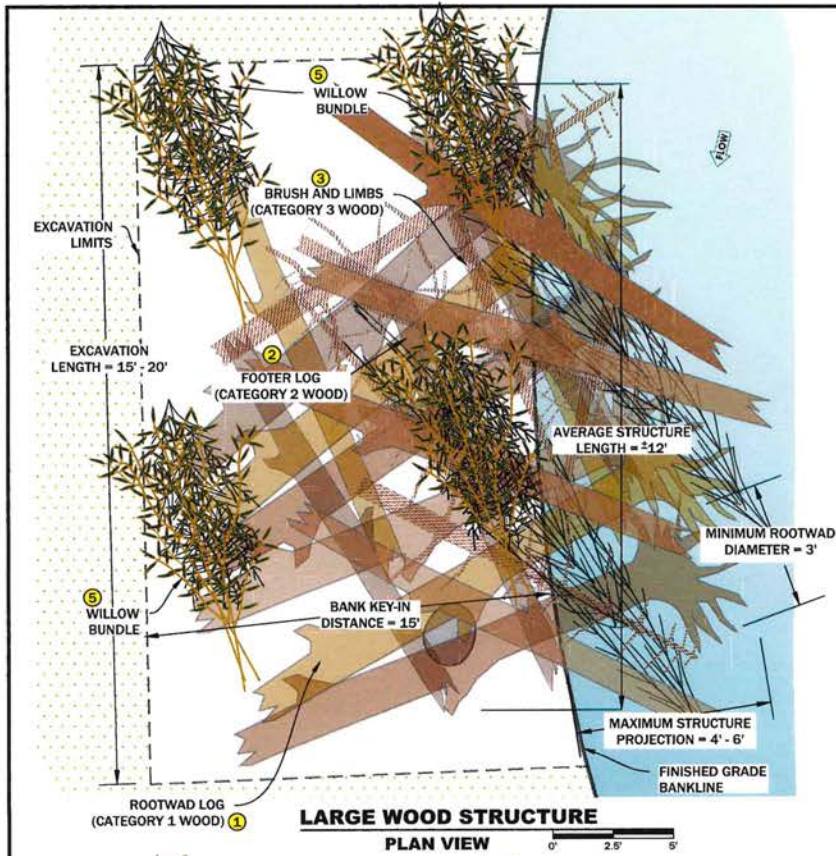 5
WILLOW
BUNDLE
FLOW
3
BRUSH AND LIMBS
(CATEGORY 3 WOOD)
EXCAVATION
LIMITS
EXCAVATION
LENGTH = 15' - 20'
2
FOOTER LOG
(CATEGORY 2 WOOD)
AVERAGE STRUCTURE
LENGTH = ±12'
MINIMUM ROOTWAD
DIAMETER = 3'
5
WILLOW
BUNDLE
BANK KEY-IN
DISTANCE = 15'
MAXIMUM STRUCTURE
PROJECTION = 4' - 6'
FINISHED GRADE
BANKLINE
ROOTWAD LOG
(CATEGORY 1 WOOD) 1
LARGE WOOD STRUCTURE
PLAN VIEW
0' 2.5' 5'